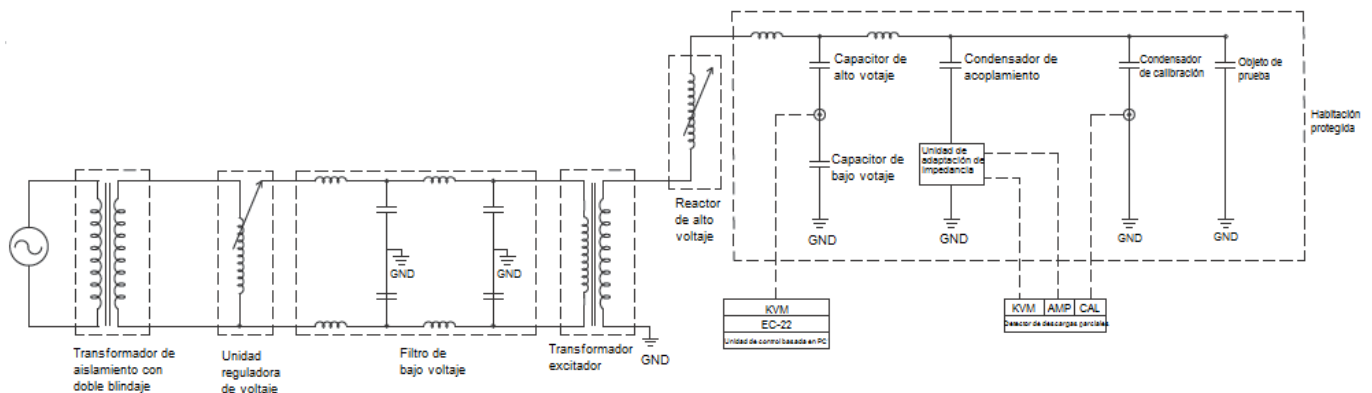 Capacitor de
alto votaje
Condensador de
acoplamiento
Condensador
de calibración
Objeto de
prueba
Habitación
protegida
Unidad de
adaptación de
impedancia
Capacitor de
bajo votaje
Reactor
de alto
voltaje
GND
GND
GND
GND
GND
GND
GND
KVM
EC-22
Unidad de control basada en PC
KVM
AMP
CAL
Detector de descargas parciales
Transformador de
aislamiento con
doble blindaje
Unidad
reguladora
de voltaje
Filtro de
bajo voltaje
Transformador
excitador